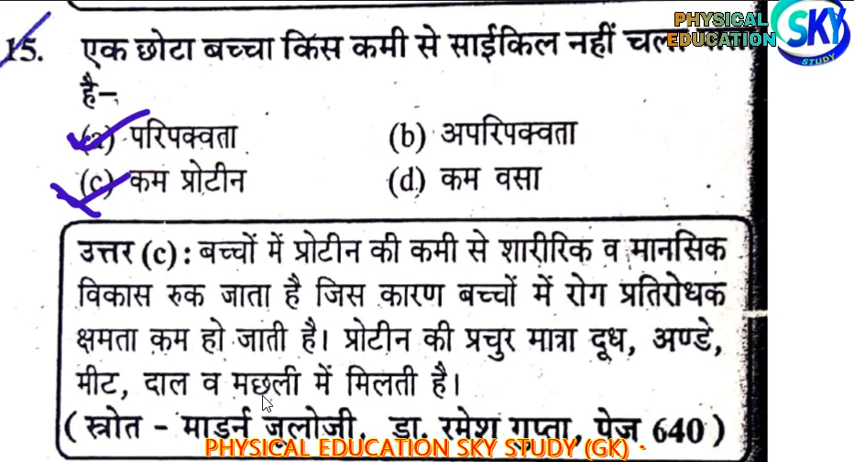 PHYSICAL EDUCATION
SKY
STUDY
15. एक छोटा बच्चा किस कमी से साईकिल नहीं
है–
(a) परिपक्वता (b) अपरिपक्वता
(c) कम प्रोटीन (d) कम वसा
उत्तर (c) : बच्चों में प्रोटीन की कमी से शारीरिक व मानसिक
विकास रुक जाता है जिस कारण बच्चों में रोग प्रतिरोधक
क्षमता कम हो जाती है। प्रोटीन की प्रचुर मात्रा दूध, अण्डे,
मीट, दाल व मछली में मिलती है।
( स्त्रोत - माडर्न जूलोजी, डा. रमेश गुप्ता, पेज 640 )
PHYSICAL EDUCATION SKY STUDY (GK) -